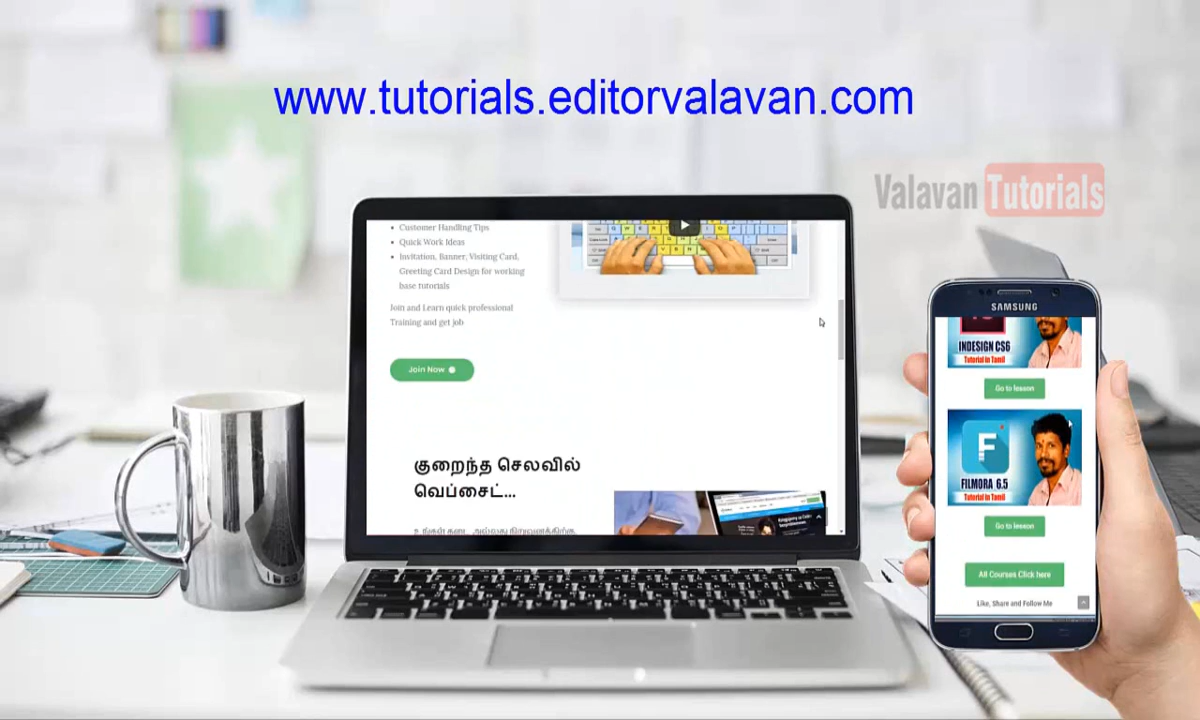 www.tutorials.editorvalavan.com
Valavan Tutorials
Customer Handling Tips
Quick Work Ideas
Invitation, Banner, Visiting Card,
Greeting Card Design for working
base tutorials
Join and Learn quick professional
Training and get job
Join Now
குறைந்த செலவில்
வெப்சைட்...
SAMSUNG
INDESIGN CS6
Tutorial in Tamil
Go to lesson
F
FILMORA 6.5
Tutorial in Tamil
Go to lesson
All Courses Click here
Like, Share and Follow Me